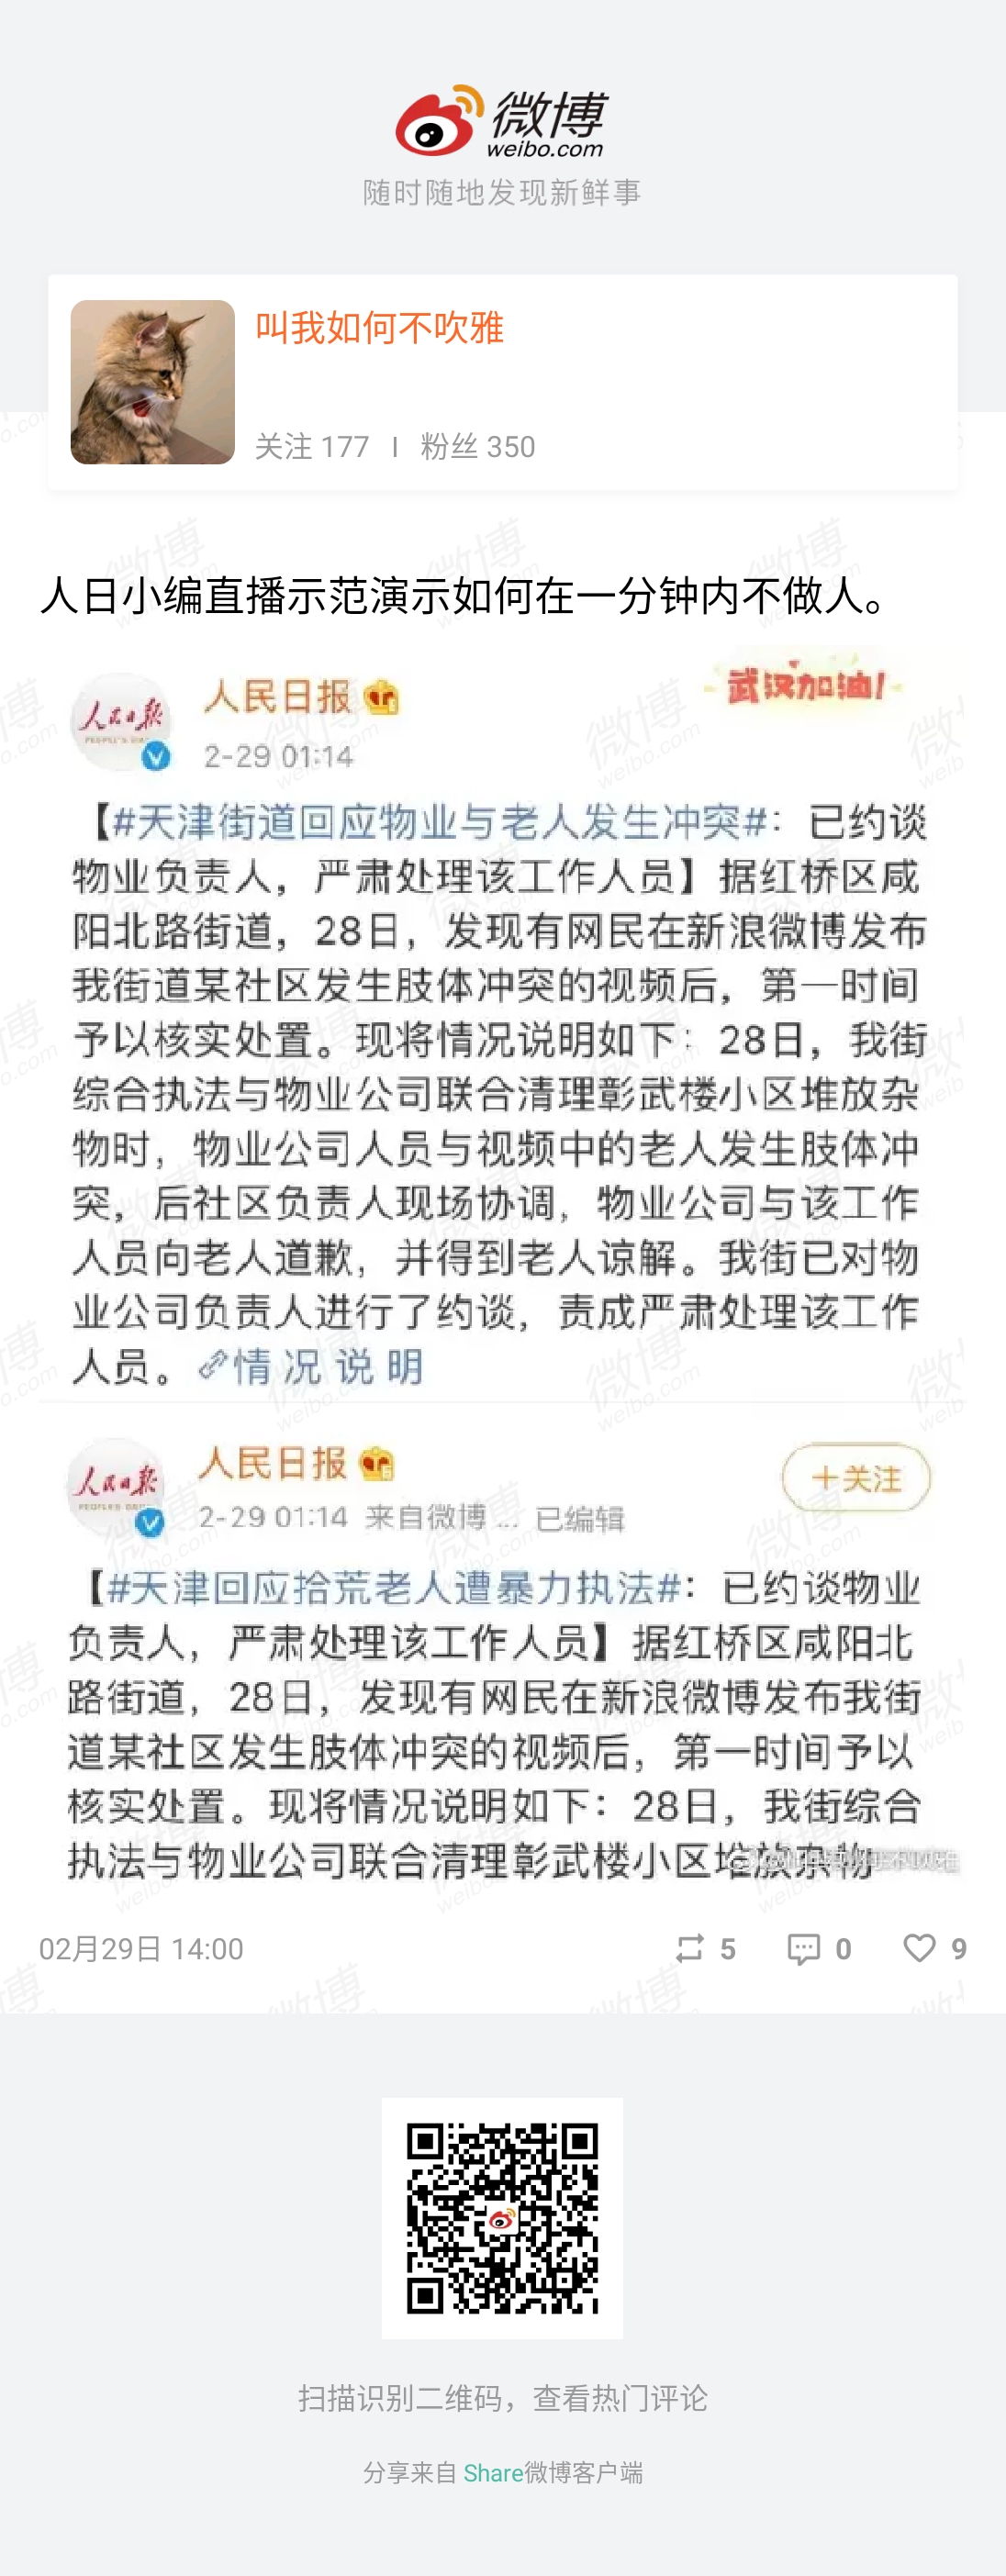 微博
weibo.com
随时随地发现新鲜事
叫我如何不吹雅
关注 177 | 粉丝 350
人日小编直播示范演示如何在一分钟内不做人。
人民日报
武汉加油!
人民日报
PEOPLE'S DAILY
2-29 01:14
【#天津街道回应物业与老人发生冲突#：已约谈
物业负责人，严肃处理该工作人员】据红桥区咸
阳北路街道，28日，发现有网民在新浪微博发布
我街道某社区发生肢体冲突的视频后，第一时间
予以核实处置。现将情况说明如下：28日，我街
综合执法与物业公司联合清理彰武楼小区堆放杂
物时，物业公司人员与视频中的老人发生肢体冲
突，后社区负责人现场协调，物业公司与该工作
人员向老人道歉，并得到老人谅解。我街已对物
业公司负责人进行了约谈，责成严肃处理该工作
人员。情 况 说 明
人民日报
人民日报
PEOPLE'S DAILY
+关注
2-29 01:14 来自微博 ... 已编辑
【#天津回应拾荒老人遭暴力执法#：已约谈物业
负责人，严肃处理该工作人员】据红桥区咸阳北
路街道，28日，发现有网民在新浪微博发布我街
道某社区发生肢体冲突的视频后，第一时间予以
核实处置。现将情况说明如下：28日，我街综合
执法与物业公司联合清理彰武楼小区堆放杂物
02月29日 14:00 5 0 9
扫描识别二维码，查看热门评论
分享来自 Share微博客户端